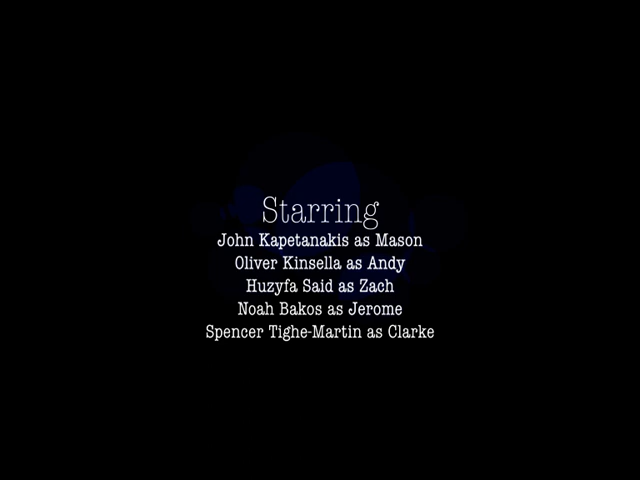 Starring
John Kapetanakis as Mason
Oliver Kinsella as Andy
Huzyfa Said as Zach
Noah Bakos as Jerome
Spencer Tighe-Martin as Clarke